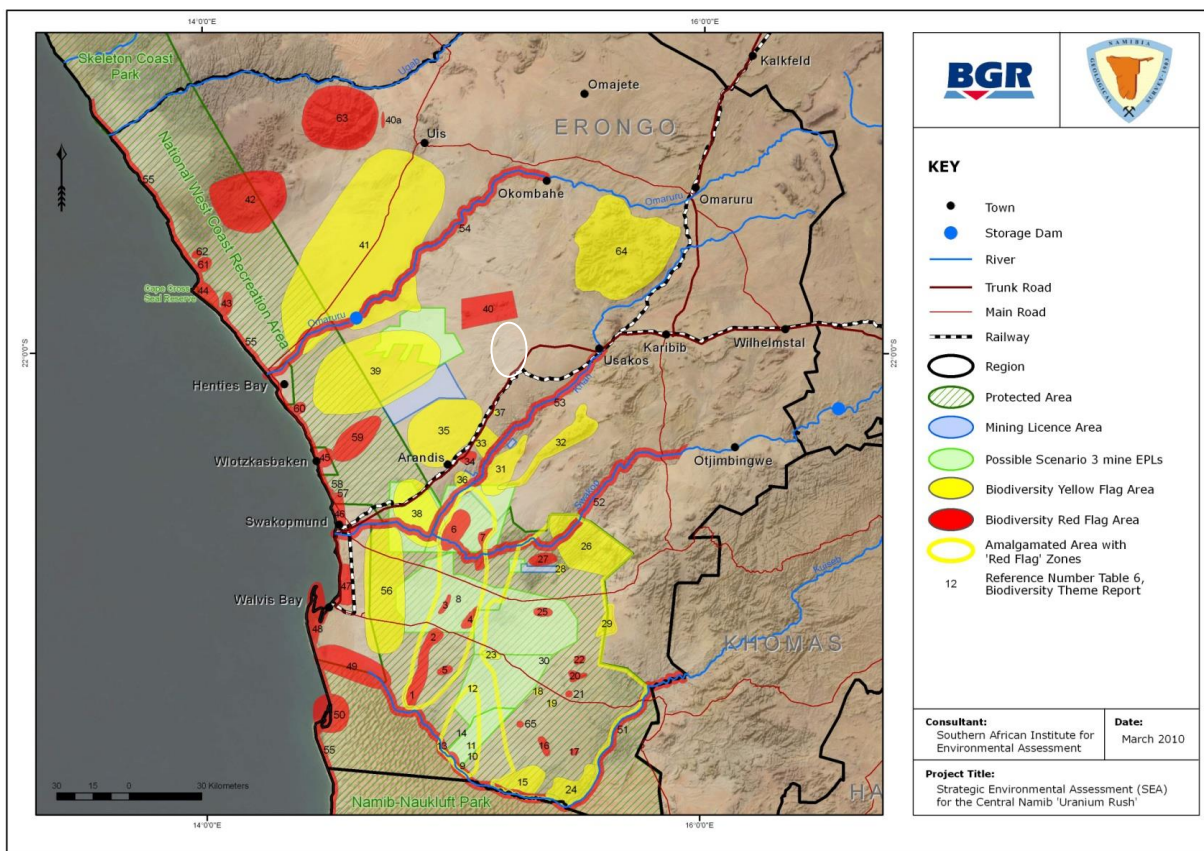 14°0'0"E
16°0'0"E
Skeleton Coast
Park
Ugab
Kalkfeld
Omajete
ERONGO
63
40a
Uis
National West Coast Recreation Area
55
42
Okombahe
Omaruru
Omaruru
54
41
64
62
61
44
43
Cape Cross
Seal Reserve
40
Omaruru
55
22°0'0"S
22°0'0"S
39
Usakos
Karibib
Wilhelmstal
Henties Bay
60
Khan
53
37
35
33
32
59
Wlotzkasbaken
45
Arandis
34
31
36
Otjimbingwe
58
57
Swakop
52
38
46
Swakopmund
6
7
26
27
28
47
56
8
3
4
25
29
Kuiseb
Walvis Bay
48
2
KHOMAS
23
30
22
49
5
20
12
18
21
1
19
50
65
51
14
13
11
16
17
10
55
9
15
24
30 15 0 30 Kilometers
Namib-Naukluft Park
HA
14°0'0"E
16°0'0"E
BGR
NAMIBIA
GEOLOGICAL
SURVEY 1903
KEY
Town
Storage Dam
River
Trunk Road
Main Road
Railway
Region
Protected Area
Mining Licence Area
Possible Scenario 3 mine EPLs
Biodiversity Yellow Flag Area
Biodiversity Red Flag Area
Amalgamated Area with
'Red Flag' Zones
12 Reference Number Table 6,
Biodiversity Theme Report
Consultant:
Southern African Institute for
Environmental Assessment
Date:
March 2010
Project Title:
Strategic Environmental Assessment (SEA)
for the Central Namib 'Uranium Rush'